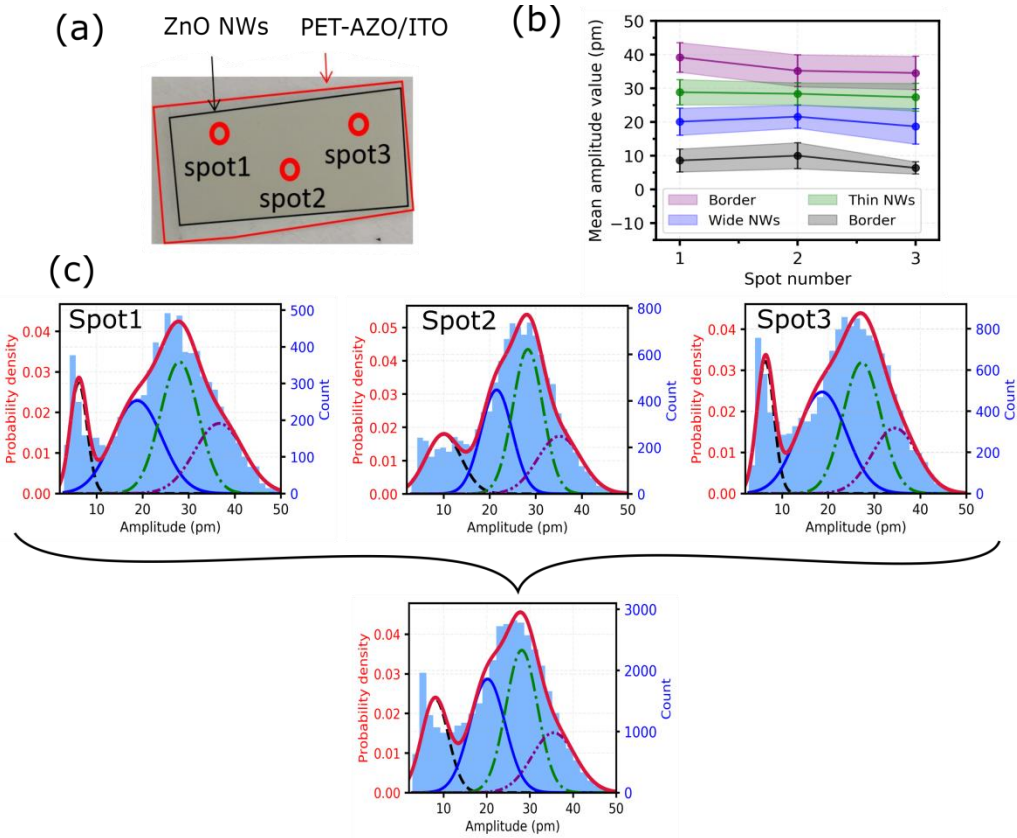 (a)
ZnO NWs
PET-AZO/ITO
spot1
spot2
spot3
(b)
Mean amplitude value (pm)
50
40
30
20
10
0
−10
Border
Thin NWs
Wide NWs
Border
1
2
3
Spot number
(c)
Spot1
Probability density
0.04
0.03
0.02
0.01
0.00
500
400
300
200
100
0
Count
10
20
30
40
50
Amplitude (pm)
Spot2
Probability density
0.05
0.04
0.03
0.02
0.01
0.00
800
600
400
200
0
Count
10
20
30
40
50
Amplitude (pm)
Spot3
Probability density
0.04
0.03
0.02
0.01
0.00
800
600
400
200
0
Count
10
20
30
40
50
Amplitude (pm)
Probability density
0.04
0.03
0.02
0.01
0.00
3000
2000
1000
0
Count
10
20
30
40
50
Amplitude (pm)